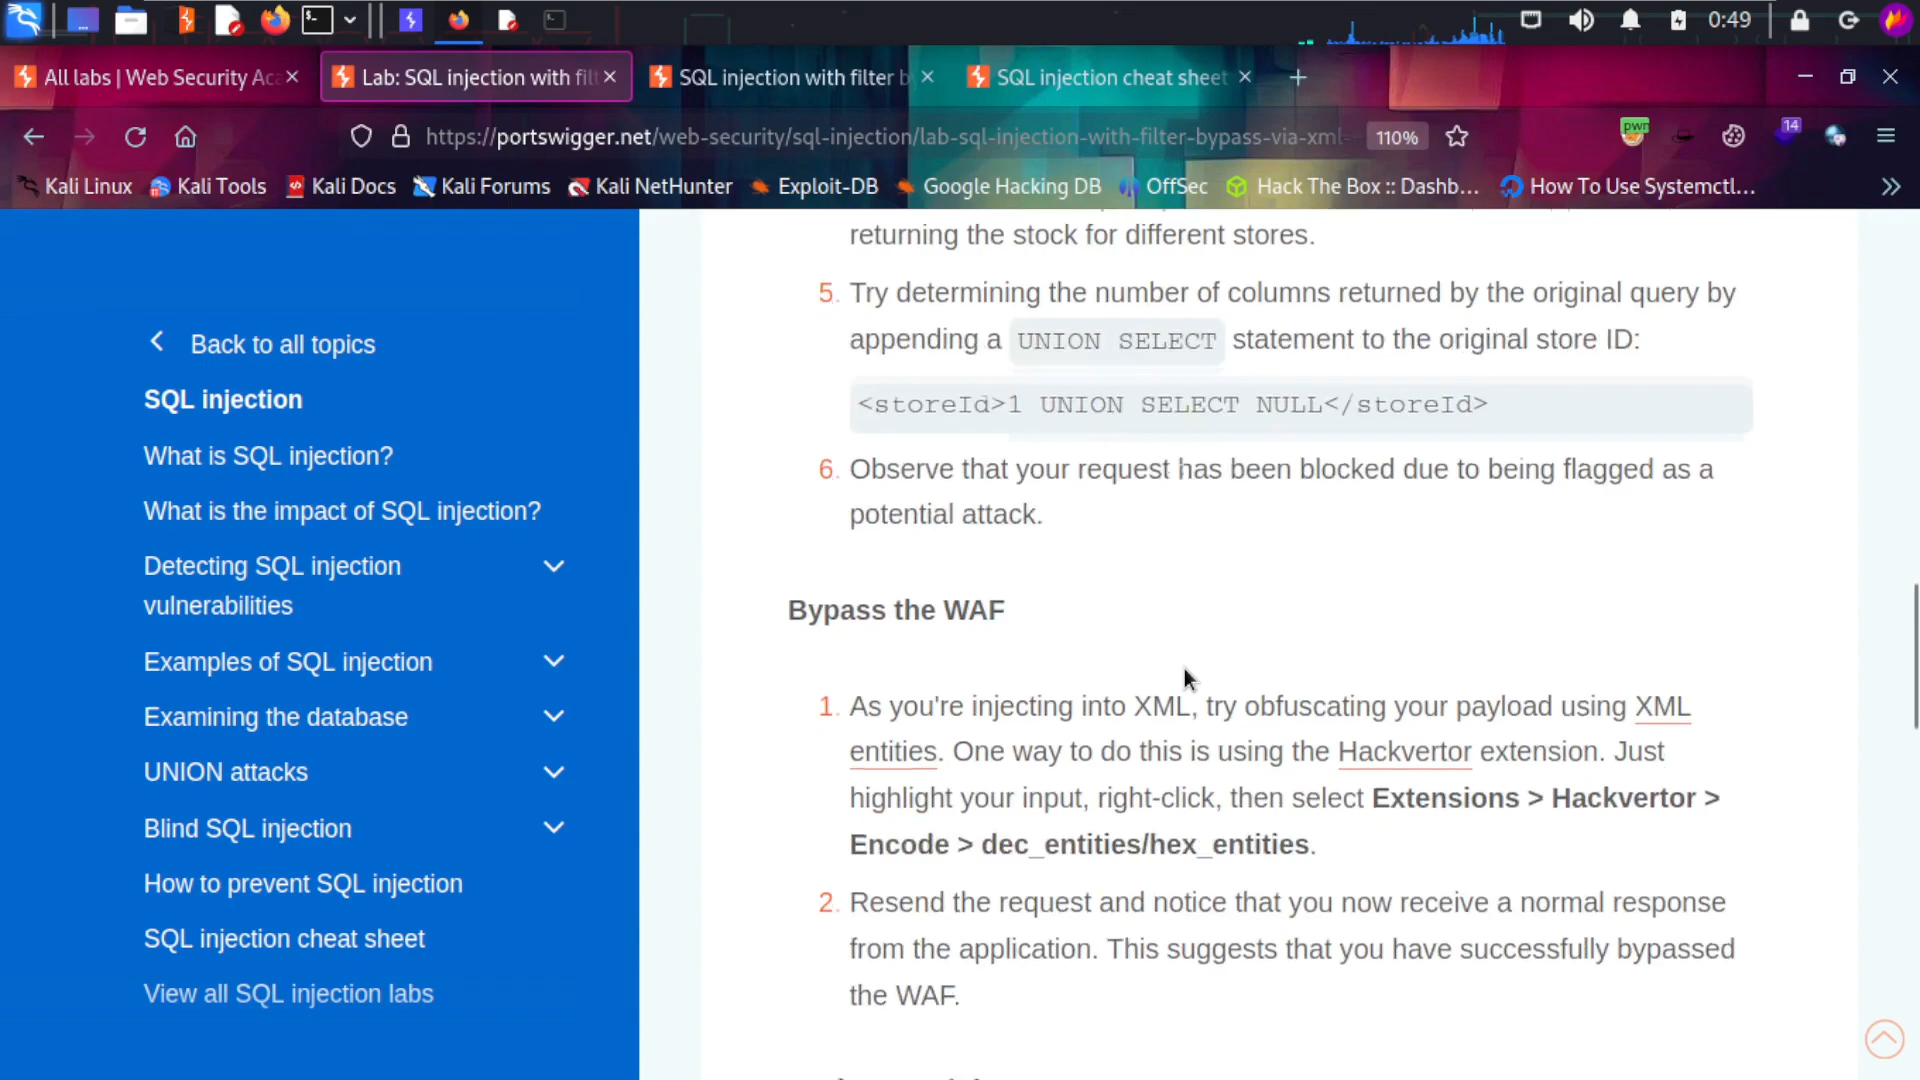 0:49
All labs | Web Security Aca
Lab: SQL injection with filt
SQL injection with filter b
SQL injection cheat sheet
https://portswigger.net/web-security/sql-injection/lab-sql-injection-with-filter-bypass-via-xml-
110%
pwn
14
Kali Linux
Kali Tools
Kali Docs
Kali Forums
Kali NetHunter
Exploit-DB
Google Hacking DB
OffSec
Hack The Box :: Dashb...
How To Use Systemctl...
Back to all topics
SQL injection
What is SQL injection?
What is the impact of SQL injection?
Detecting SQL injection
vulnerabilities
Examples of SQL injection
Examining the database
UNION attacks
Blind SQL injection
How to prevent SQL injection
SQL injection cheat sheet
View all SQL injection labs
returning the stock for different stores.
5. Try determining the number of columns returned by the original query by
appending a UNION SELECT statement to the original store ID:
<storeId>1 UNION SELECT NULL</storeId>
6. Observe that your request has been blocked due to being flagged as a
potential attack.
Bypass the WAF
1. As you're injecting into XML, try obfuscating your payload using XML
entities. One way to do this is using the Hackvertor extension. Just
highlight your input, right-click, then select Extensions > Hackvertor >
Encode > dec_entities/hex_entities.
2. Resend the request and notice that you now receive a normal response
from the application. This suggests that you have successfully bypassed
the WAF.